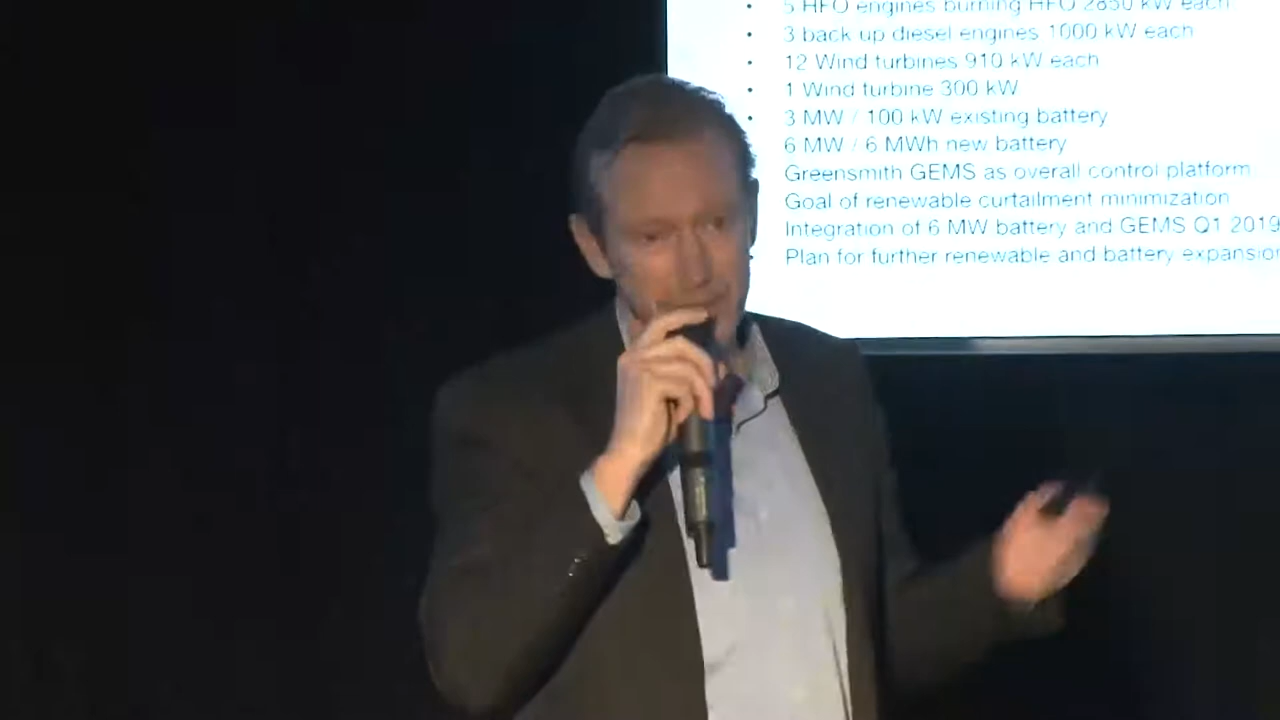 • 5 HFO engines burning HFO 2850 kW each
• 3 back up diesel engines 1000 kW each
• 12 Wind turbines 910 kW each
• 1 Wind turbine 300 kW
• 3 MW / 100 kW existing battery
6 MW / 6 MWh new battery
Greensmith GEMS as overall control platform
Goal of renewable curtailment minimization
Integration of 6 MW battery and GEMS Q1 2019
• Plan for further renewable and battery expansion